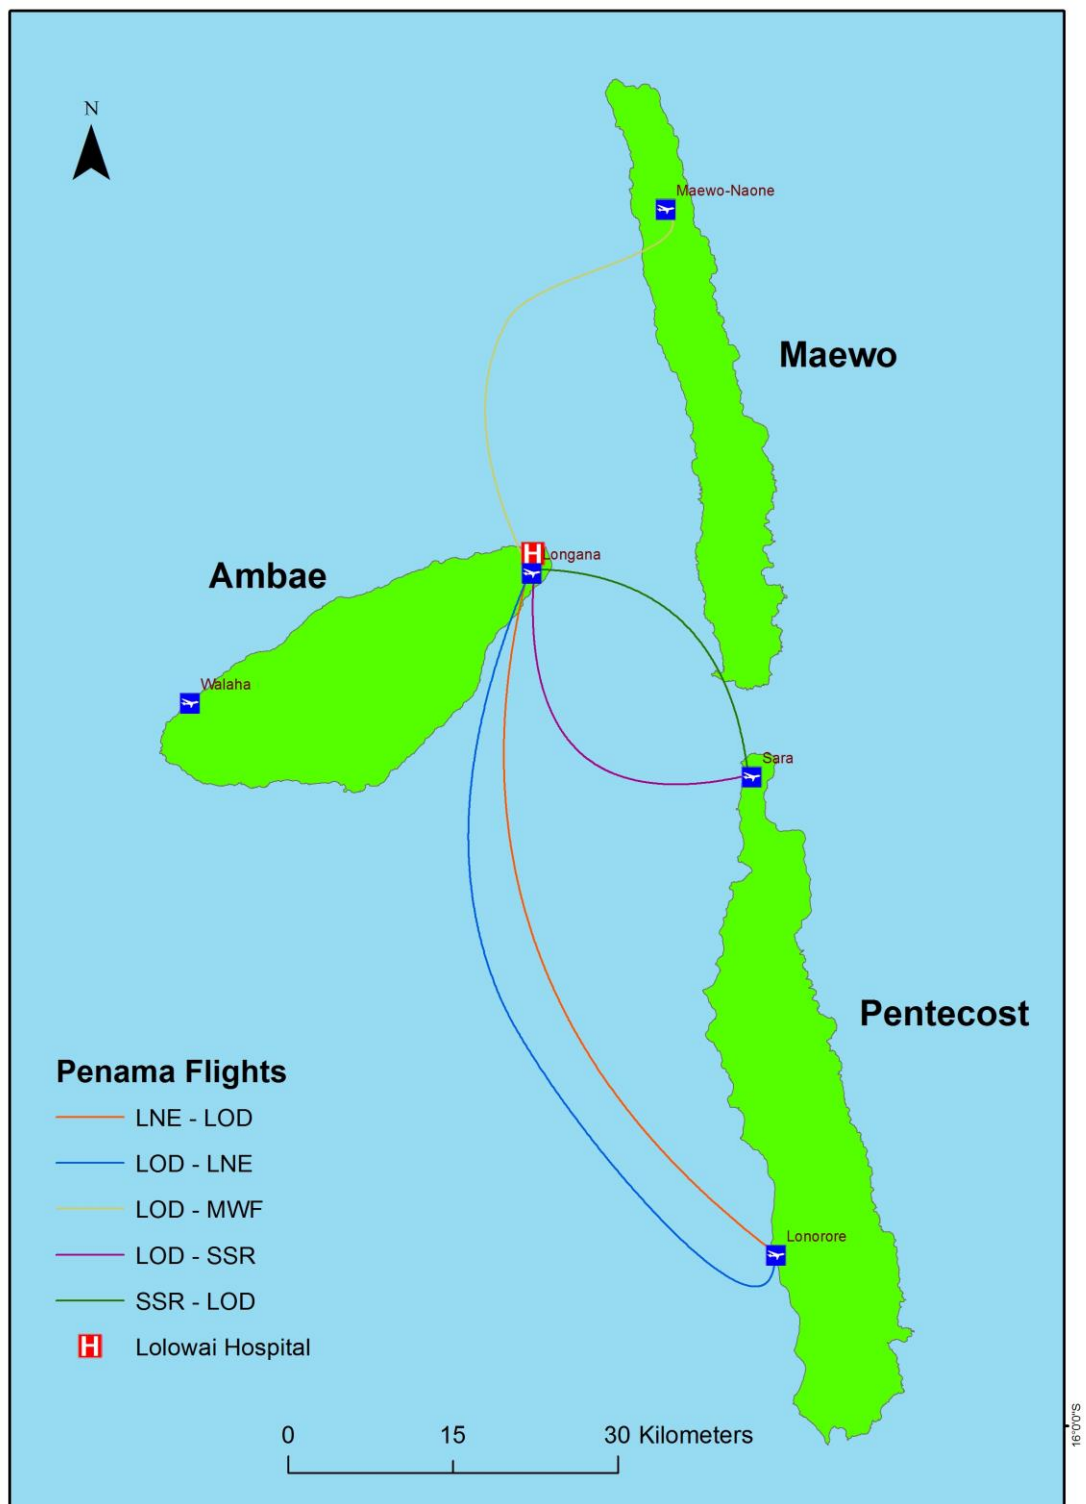 N
Maewo-Naone
Maewo
H
Longana
Ambae
Walaha
Sara
Pentecost
Penama Flights
LNE - LOD
LOD - LNE
LOD - MWF
LOD - SSR
SSR - LOD
Lonorore
H Lolowai Hospital
0 15 30 Kilometers
16°0'0"S